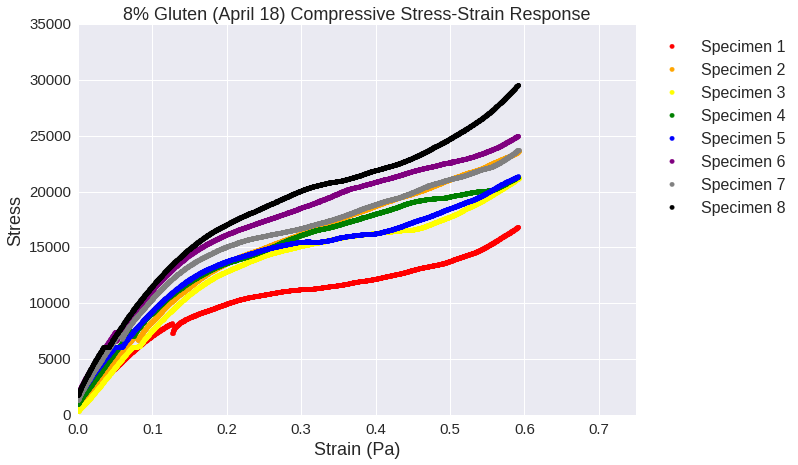 8% Gluten (April 18) Compressive Stress-Strain Response
35000
30000
25000
20000
15000
10000
5000
0
Stress
0.0 0.1 0.2 0.3 0.4 0.5 0.6 0.7
Strain (Pa)
Specimen 1
Specimen 2
Specimen 3
Specimen 4
Specimen 5
Specimen 6
Specimen 7
Specimen 8